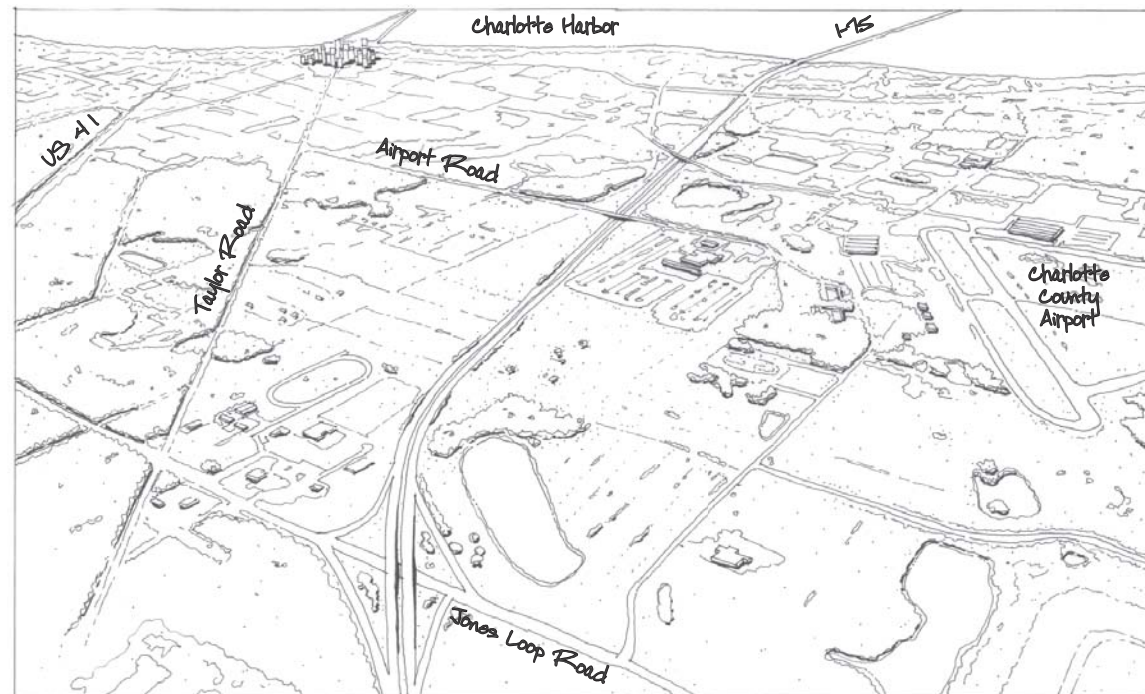 Charlotte Harbor
I-75
US 41
Airport Road
Taylor Road
Charlotte
County
Airport
Jones Loop Road